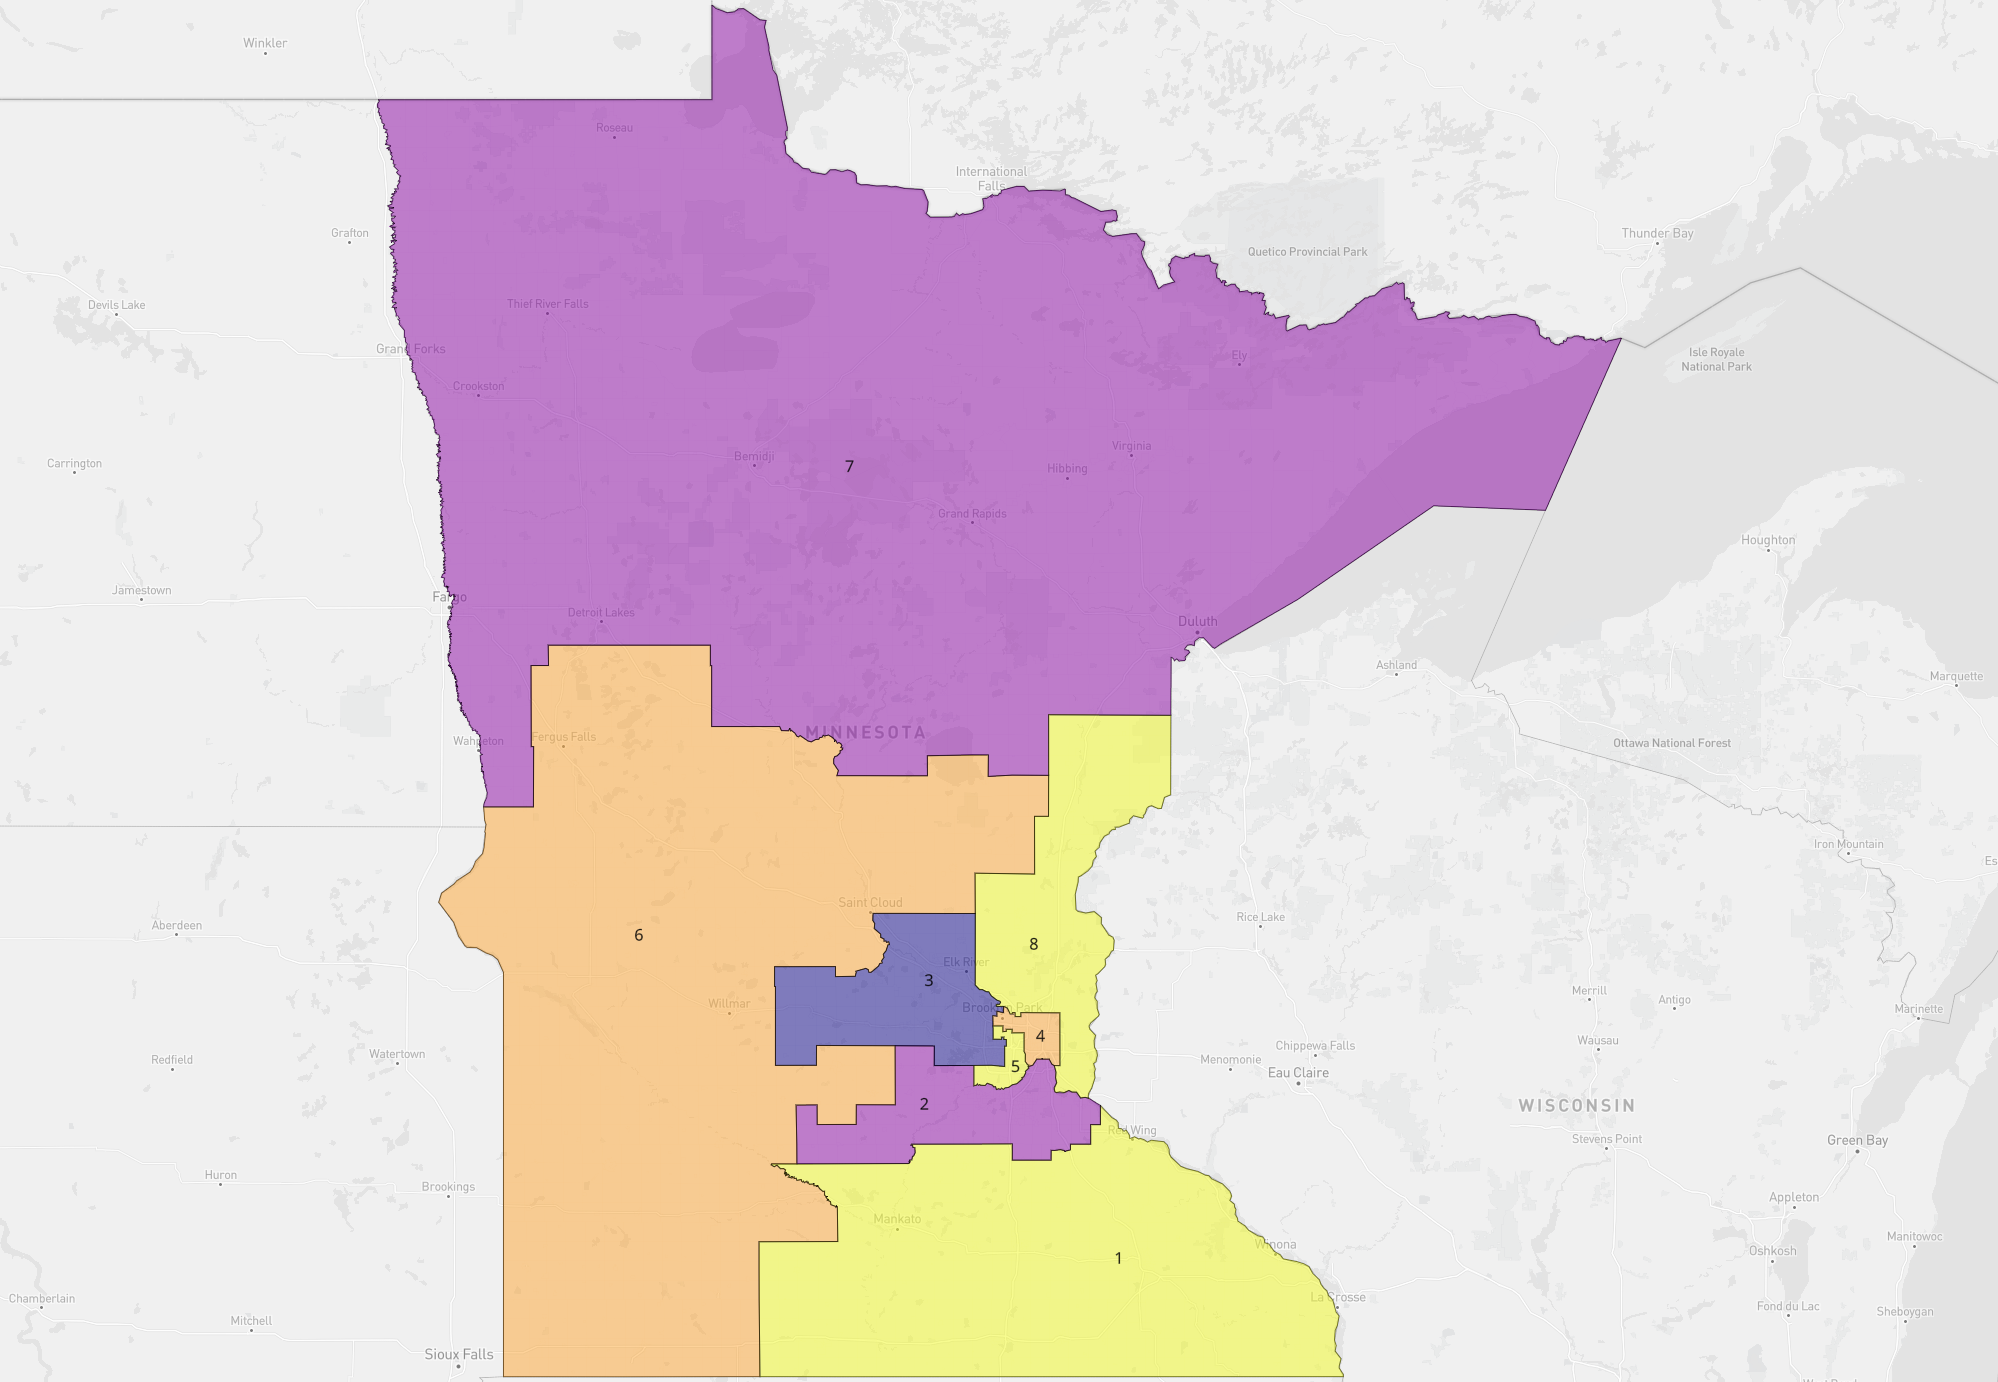 Winkler
Roseau
International
Falls
Grafton
Thunder Bay
Quetico Provincial Park
Devils Lake
Thief River Falls
Grand Forks
Isle Royale
National Park
Ely
Crookston
Virginia
Carrington
Bemidji
7
Hibbing
Grand Rapids
Houghton
Jamestown
Fargo
Detroit Lakes
Duluth
Ashland
Marquette
MINNESOTA
Wahpeton
Fergus Falls
Ottawa National Forest
Iron Mountain
Es
Saint Cloud
Aberdeen
Rice Lake
6
8
Elk River
3
Willmar
Brooklyn Park
Merrill
Antigo
Marinette
4
Redfield
Watertown
Menomonie
Chippewa Falls
Wausau
5
Eau Claire
2
WISCONSIN
Red Wing
Stevens Point
Green Bay
Huron
Brookings
Appleton
Mankato
Winona
Manitowoc
1
Oshkosh
Chamberlain
La Crosse
Fond du Lac
Sheboygan
Mitchell
Sioux Falls